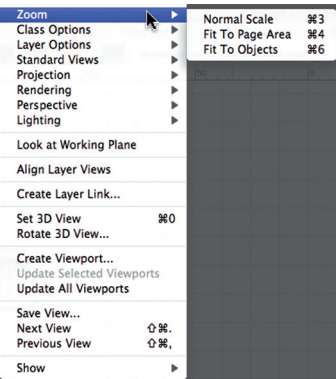 Zoom
Class Options
Layer Options
Standard Views
Projection
Rendering
Perspective
Lighting
Look at Working Plane
Align Layer Views
Create Layer Link...
Set 3D View ⌘0
Rotate 3D View...
Create Viewport...
Update Selected Viewports
Update All Viewports
Save View...
Next View ⇧⌘.
Previous View ⇧⌘,
Show
Normal Scale ⌘3
Fit To Page Area ⌘4
Fit To Objects ⌘6